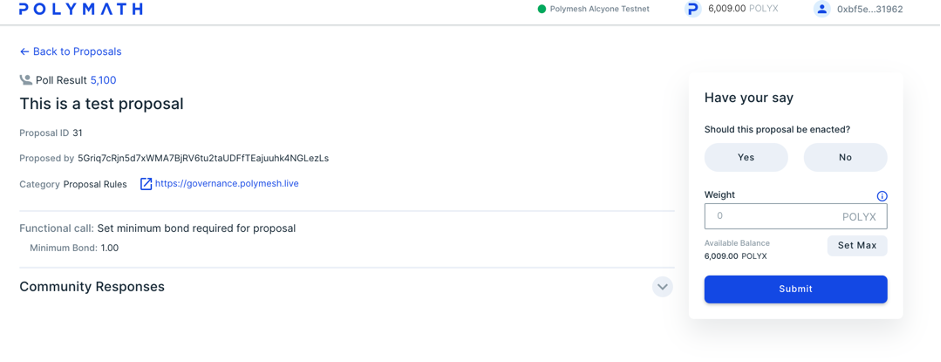 POLYMATH
Polymesh Alcyone Testnet
6,009.00 POLYX
0xbf5e...31962
← Back to Proposals
Poll Result 5,100
This is a test proposal
Proposal ID 31
Proposed by 5Griq7cRjn5d7xWMA7BjRV6tu2taUDFfTEajuuhk4NGLezLs
Category Proposal Rules https://governance.polymesh.live
Functional call: Set minimum bond required for proposal
Minimum Bond: 1.00
Community Responses
Have your say
Should this proposal be enacted?
Yes No
Weight
0 POLYX
Available Balance
6,009.00 POLYX
Set Max
Submit